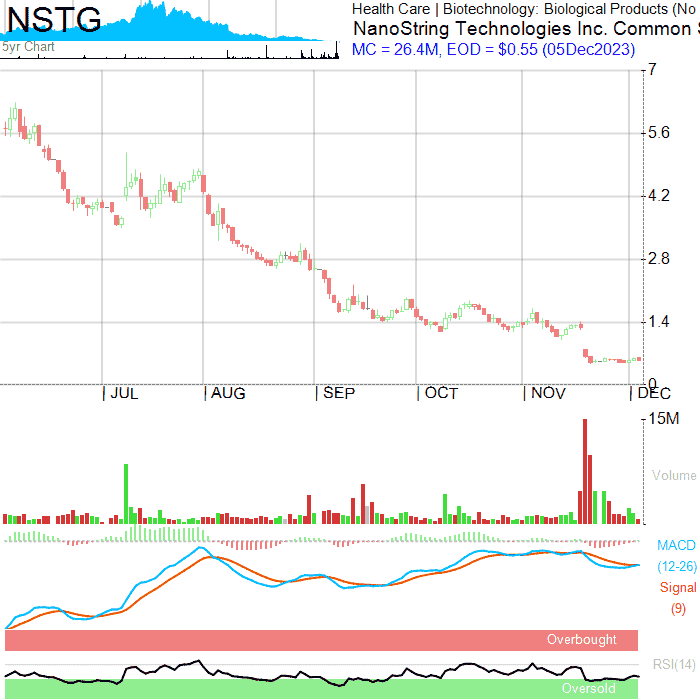 NSTG
5yr Chart
Health Care | Biotechnology: Biological Products (No
NanoString Technologies Inc. Common S
MC = 26.4M, EOD = $0.55 (05Dec2023)
7
5.6
4.2
2.8
1.4
0
JUL AUG SEP OCT NOV DEC
15M
Volume
MACD
(12-26)
Signal
(9)
Overbought
RSI(14)
Oversold